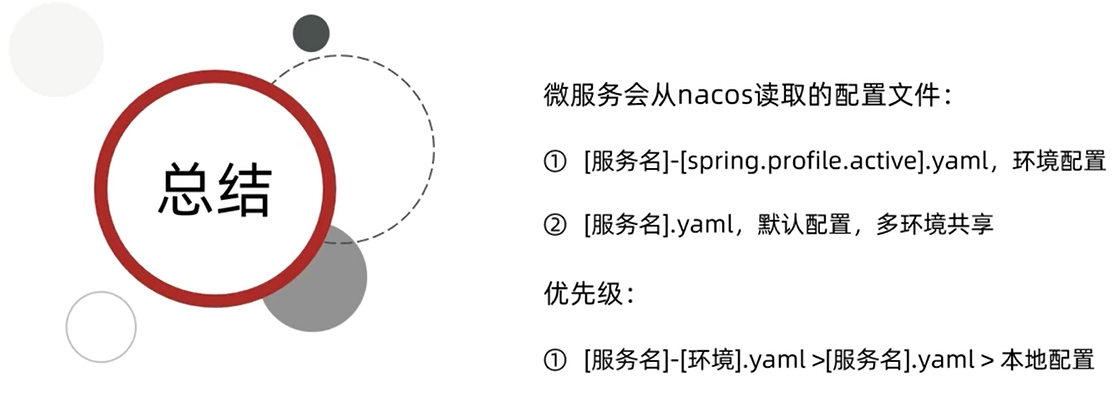 总结
微服务会从nacos读取的配置文件：
① [服务名]-[spring.profile.active].yaml，环境配置
② [服务名].yaml，默认配置，多环境共享
优先级：
① [服务名]-[环境].yaml >[服务名].yaml > 本地配置